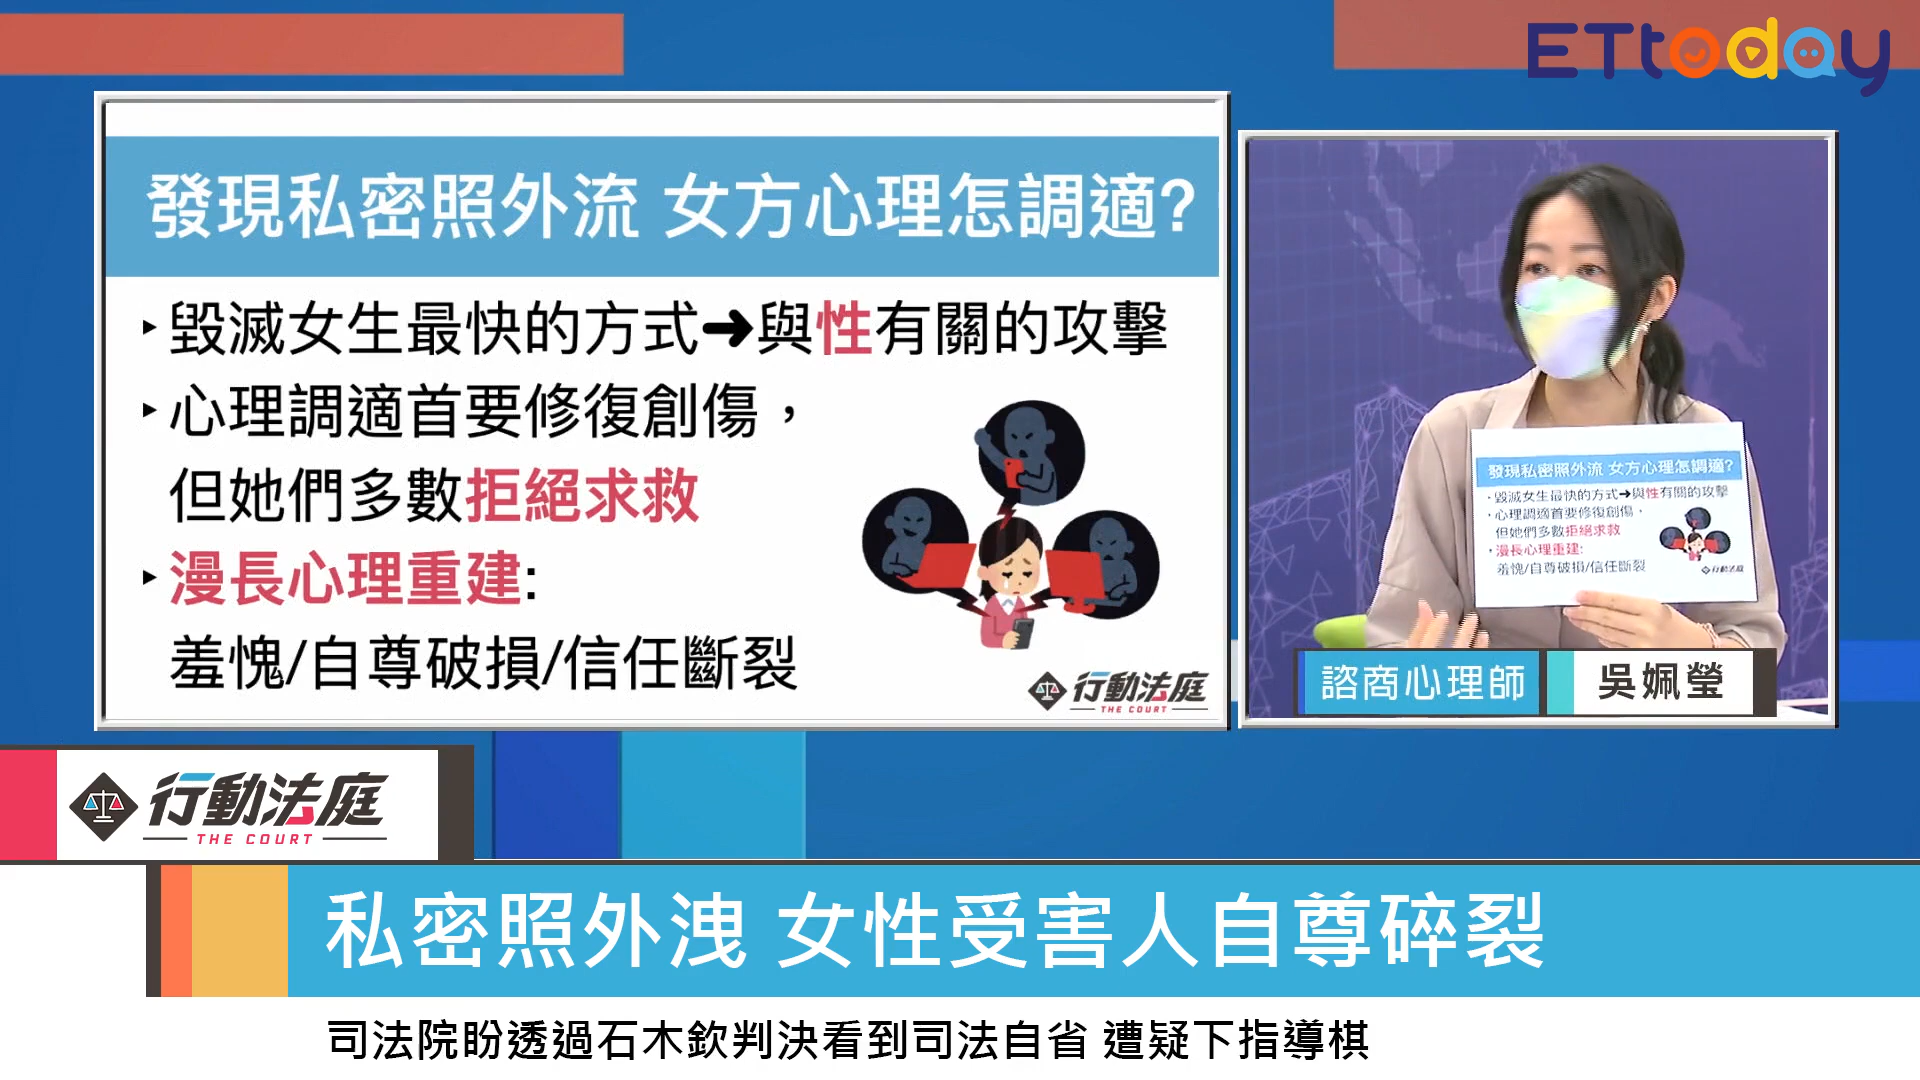 ETtoday
發現私密照外流 女方心理怎調適?
‣毀滅女生最快的方式➜與性有關的攻擊
‣心理調適首要修復創傷，
但她們多數拒絕求救
‣漫長心理重建:
羞愧/自尊破損/信任斷裂
行動法庭
THE COURT
發現私密照外流 女方心理怎調適?
‣毀滅女生最快的方式➜與性有關的攻擊
‣心理調適首要修復創傷，
但她們多數拒絕求救
‣漫長心理重建:
羞愧/自尊破損/信任斷裂
行動法庭
諮商心理師 吳姵瑩
行動法庭
THE COURT
私密照外洩 女性受害人自尊碎裂
司法院盼透過石木欽判決看到司法自省 遭疑下指導棋